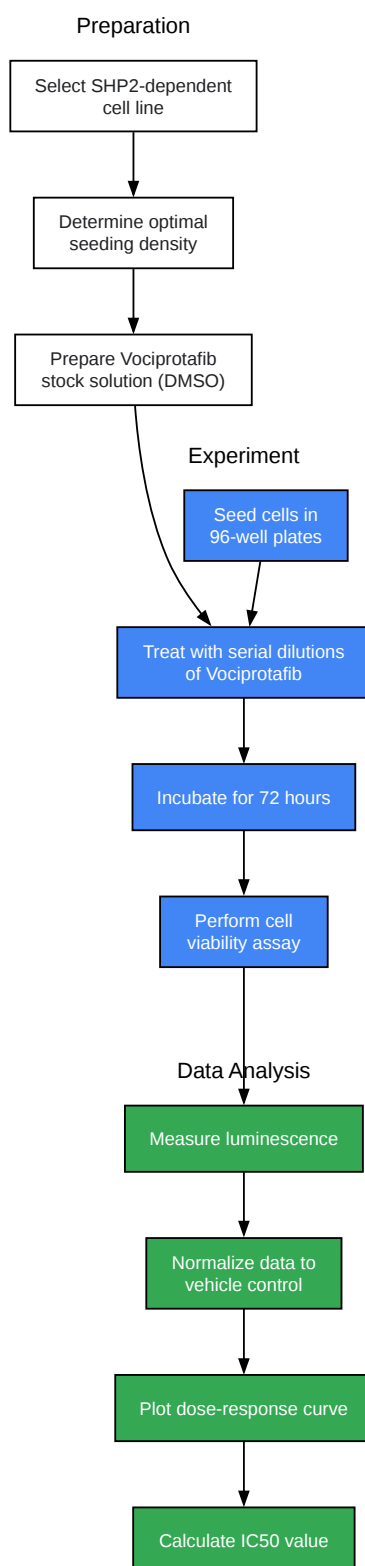 Preparation
Select SHP2-dependent
cell line
Determine optimal
seeding density
Prepare Vociprotafib
stock solution (DMSO)
Experiment
Seed cells in
96-well plates
Treat with serial dilutions
of Vociprotafib
Incubate for 72 hours
Perform cell
viability assay
Data Analysis
Measure luminescence
Normalize data to
vehicle control
Plot dose-response curve
Calculate IC50 value